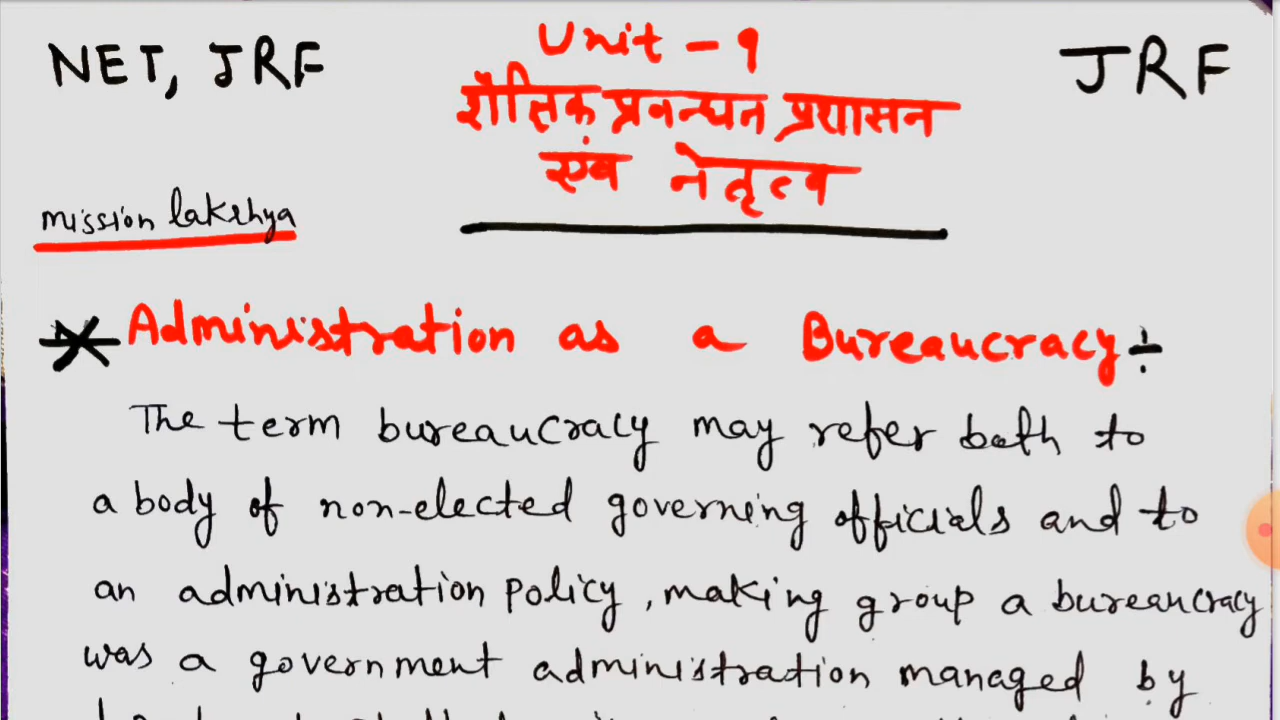 NET, JRF
Unit - 9
JRF
शैक्षिक प्रबन्धन प्रशासन
एंव नेतृत्व
mission lakshya
Administration as a Bureaucracy÷
The term bureaucracy may refer both to
a body of non-elected governing officials and to
an administration policy, making group a bureaucracy
was a government administration managed by